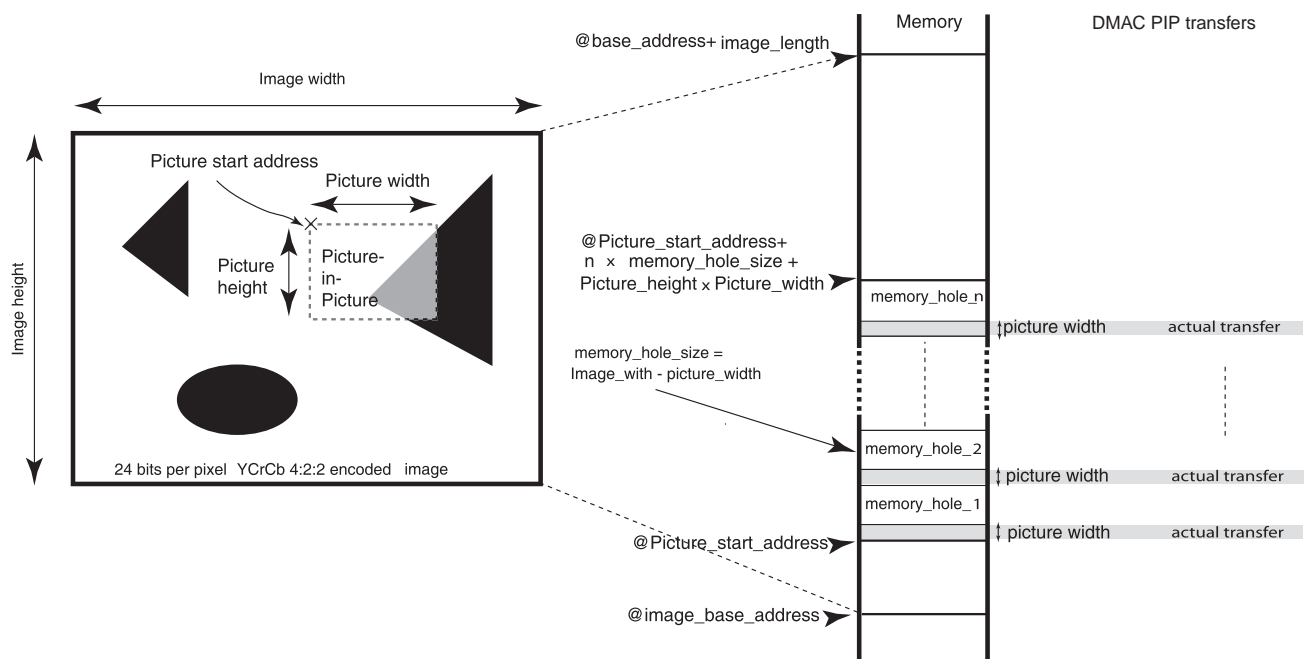 Memory
DMAC PIP transfers
@base_address+ image_length
Image width
Picture start address
Picture width
Image height
Picture height
Picture-
in-
Picture
@Picture_start_address+
n x memory_hole_size +
Picture_height x Picture_width
memory_hole_n
picture width
actual transfer
memory_hole_size =
Image_with - picture_width
memory_hole_2
picture width
actual transfer
memory_hole_1
picture width
actual transfer
24 bits per pixel YCrCb 4:2:2 encoded image
@Picture_start_address
@image_base_address